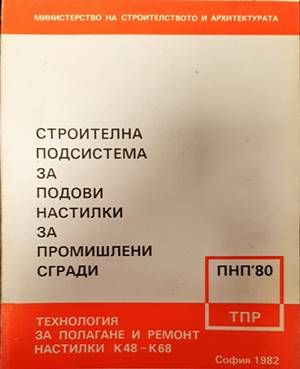 МИНИСТЕРСТВО НА СТРОИТЕЛСТВОТО И АРХИТЕКТУРАТА
СТРОИТЕЛНА
ПОДСИСТЕМА
ЗА
ПОДОВИ
НАСТИЛКИ
ЗА
ПРОМИШЛЕНИ
СГРАДИ
ПНП'80
ТПР
ТЕХНОЛОГИЯ
ЗА ПОЛАГАНЕ И РЕМОНТ
НАСТИЛКИ К48–К68
София 1982